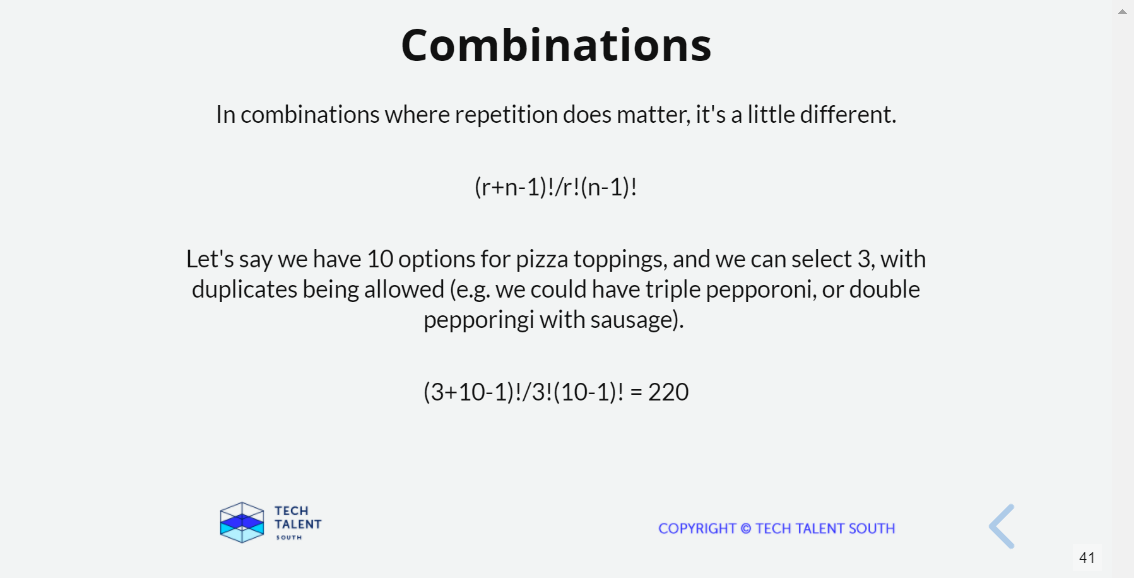 Combinations
In combinations where repetition does matter, it's a little different.
(r+n-1)!/r!(n-1)!
Let's say we have 10 options for pizza toppings, and we can select 3, with
duplicates being allowed (e.g. we could have triple pepporoni, or double
pepporingi with sausage).
(3+10-1)!/3!(10-1)! = 220
TECH
TALENT
SOUTH
COPYRIGHT © TECH TALENT SOUTH
41